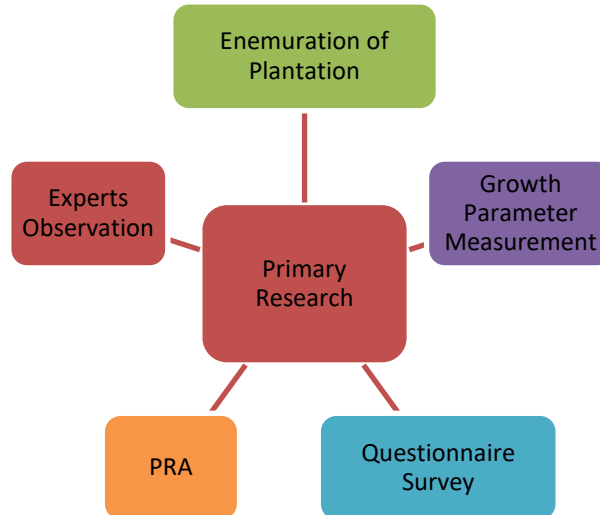 Enemuration of
Plantation
Experts
Observation
Growth
Parameter
Measurement
Primary
Research
PRA
Questionnaire
Survey